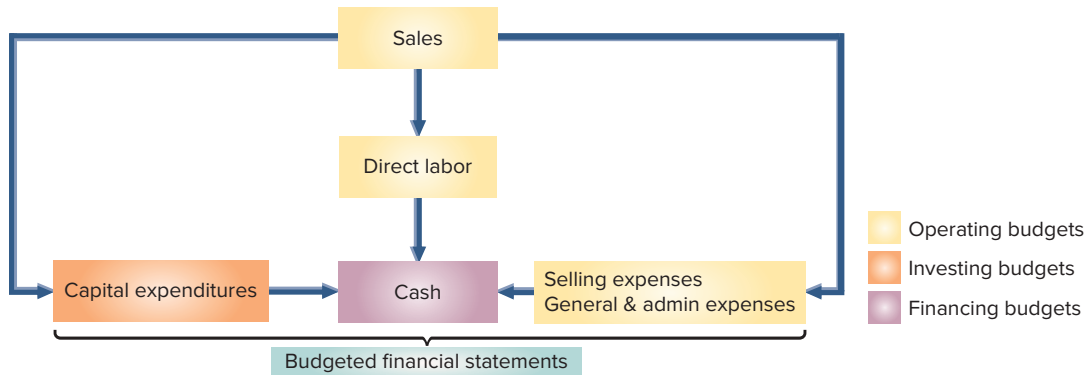 Sales
Direct labor
Capital expenditures
Cash
Selling expenses
General & admin expenses
Operating budgets
Investing budgets
Financing budgets
Budgeted financial statements